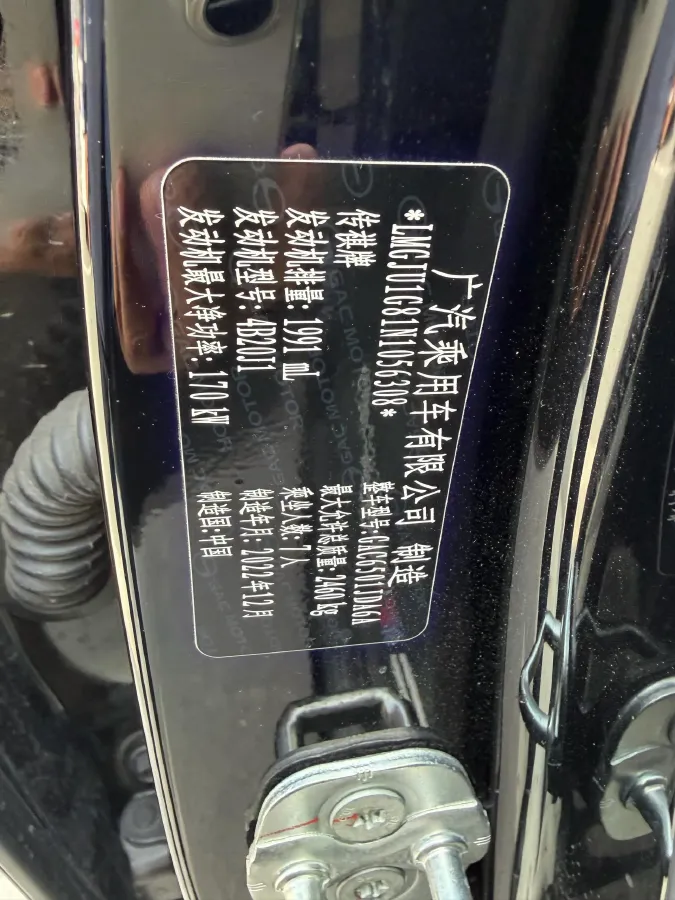 广汽乘用车有限公司 制造
*LMGJU1G81N1056308*
传祺牌 整车型号:GAC6501JDA6A
发动机排量: 1991 mL 最大允许总质量:2460 kg
发动机型号: 4B20J1 乘坐人数:7人
发动机最大净功率: 170 kW 制造年月:2022年12月
制造国:中国
GAC MOTOR